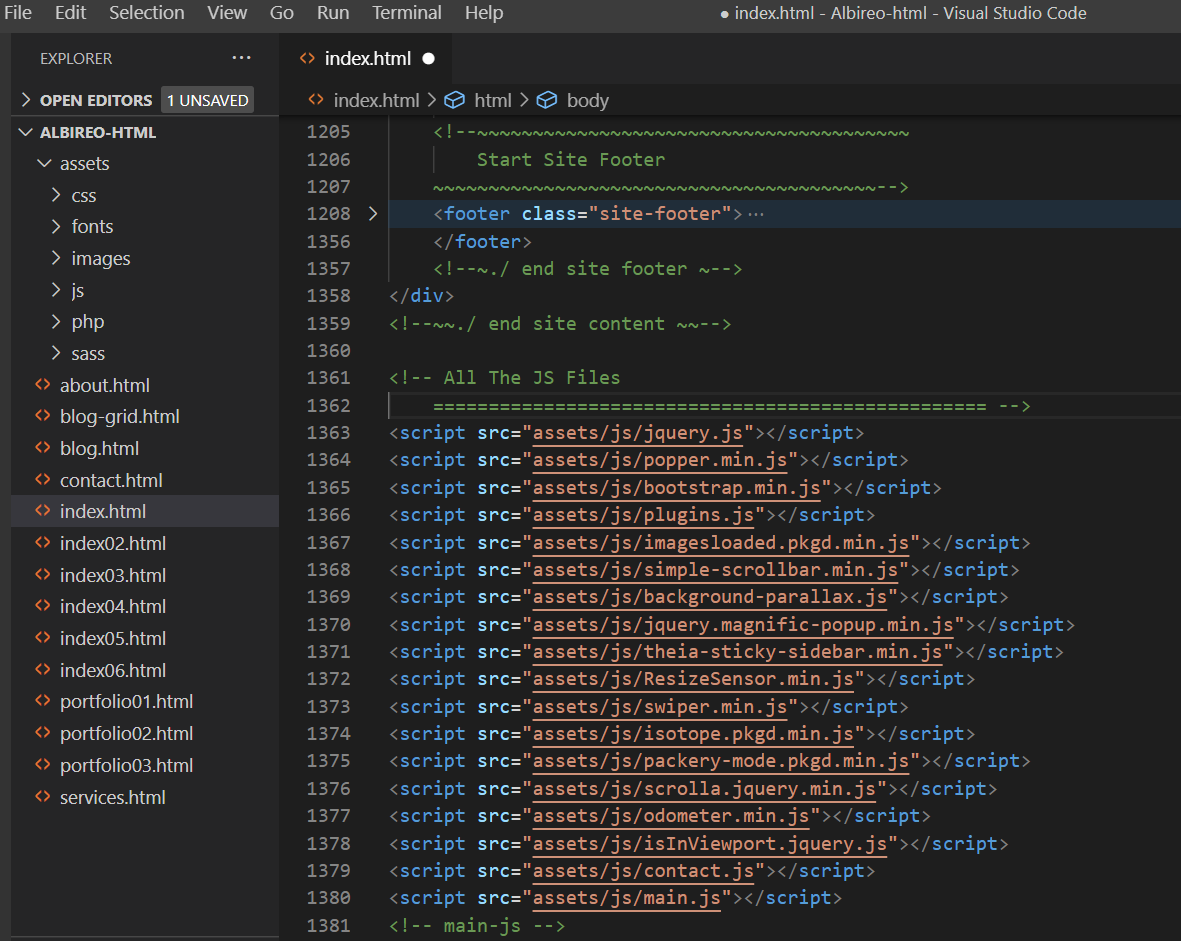 File Edit Selection View Go Run Terminal Help
● index.html - Albireo-html - Visual Studio Code
EXPLORER ···
OPEN EDITORS 1 UNSAVED
ALBIREO-HTML
assets
css
fonts
images
js
php
sass
about.html
blog-grid.html
blog.html
contact.html
index.html
index02.html
index03.html
index04.html
index05.html
index06.html
portfolio01.html
portfolio02.html
portfolio03.html
services.html
<> index.html ●
<> index.html > html > body
1205 <!--~~~~~~~~~~~~~~~~~~~~~~~~~~~~~~~~~~~~~~~
1206 Start Site Footer
1207 ~~~~~~~~~~~~~~~~~~~~~~~~~~~~~~~~~~~~~~~~-->
1208 <footer class="site-footer">···
1356 </footer>
1357 <!--~./ end site footer ~-->
1358 </div>
1359 <!--~~./ end site content ~~-->
1360
1361 <!-- All The JS Files
1362 ================================================== -->
1363 <script src="assets/js/jquery.js"></script>
1364 <script src="assets/js/popper.min.js"></script>
1365 <script src="assets/js/bootstrap.min.js"></script>
1366 <script src="assets/js/plugins.js"></script>
1367 <script src="assets/js/imagesloaded.pkgd.min.js"></script>
1368 <script src="assets/js/simple-scrollbar.min.js"></script>
1369 <script src="assets/js/background-parallax.js"></script>
1370 <script src="assets/js/jquery.magnific-popup.min.js"></script>
1371 <script src="assets/js/theia-sticky-sidebar.min.js"></script>
1372 <script src="assets/js/ResizeSensor.min.js"></script>
1373 <script src="assets/js/swiper.min.js"></script>
1374 <script src="assets/js/isotope.pkgd.min.js"></script>
1375 <script src="assets/js/packery-mode.pkgd.min.js"></script>
1376 <script src="assets/js/scrolla.jquery.min.js"></script>
1377 <script src="assets/js/odometer.min.js"></script>
1378 <script src="assets/js/isInViewport.jquery.js"></script>
1379 <script src="assets/js/contact.js"></script>
1380 <script src="assets/js/main.js"></script>
1381 <!-- main-js -->